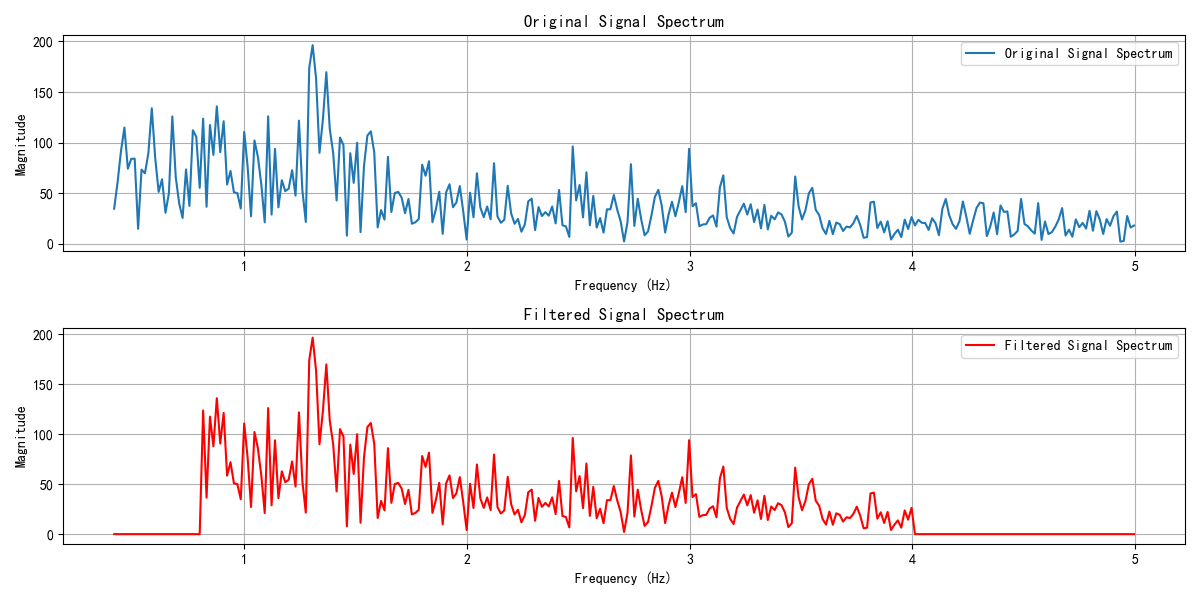 Original Signal Spectrum
200
150
100
50
0
Magnitude
Original Signal Spectrum
1 2 3 4 5
Frequency (Hz)
Filtered Signal Spectrum
200
150
100
50
0
Magnitude
Filtered Signal Spectrum
1 2 3 4 5
Frequency (Hz)